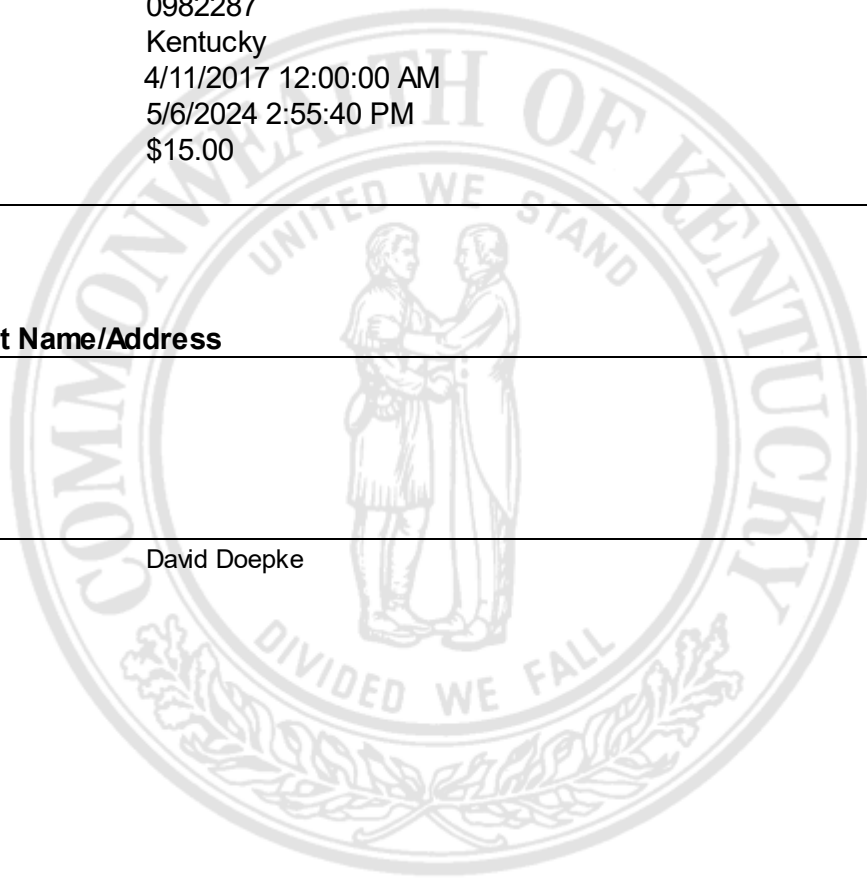 0982287
Kentucky
4/11/2017 12:00:00 AM
5/6/2024 2:55:40 PM
$15.00
t Name/Address
David Doepke
COMMONWEALTH OF KENTUCKY
UNITED WE STAND
DIVIDED WE FALL